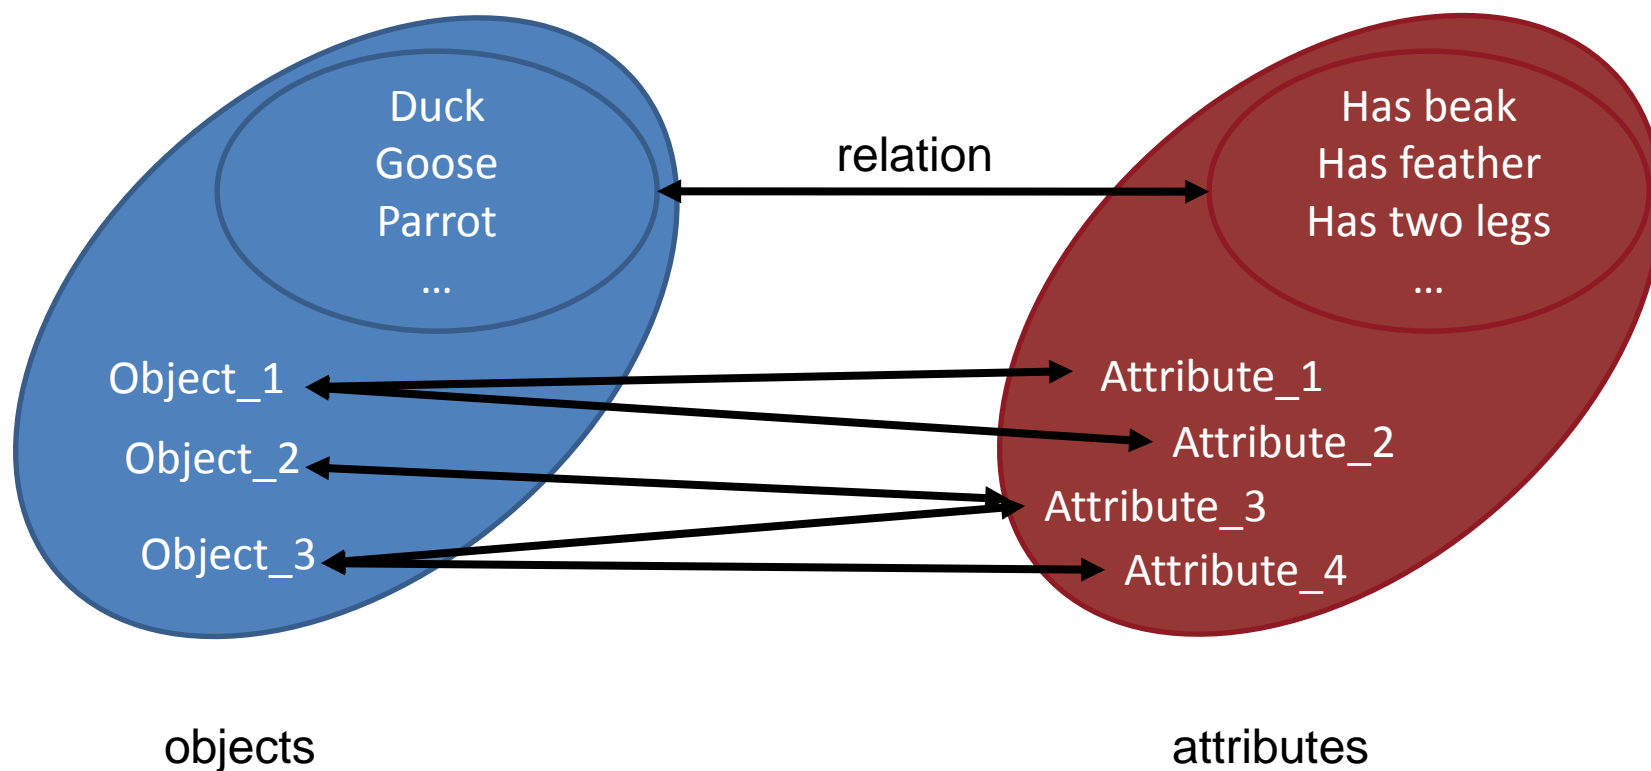 Duck
Goose
Parrot
...
relation
Has beak
Has feather
Has two legs
...
Object_1
Object_2
Object_3
Attribute_1
Attribute_2
Attribute_3
Attribute_4
objects
attributes